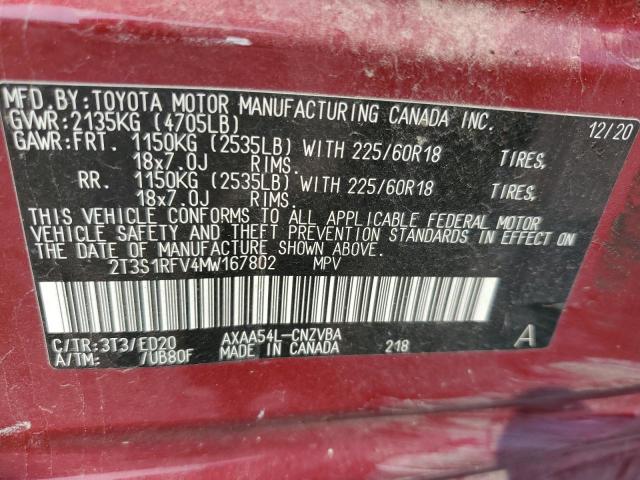 MFD.BY:TOYOTA MOTOR MANUFACTURING CANADA INC. 12/20
GVWR:2135KG (4705LB)
GAWR:FRT. 1150KG (2535LB) WITH 225/60R18 TIRES,
18x7.0J RIMS.
RR. 1150KG (2535LB) WITH 225/60R18 TIRES,
18x7.0J RIMS.
THIS VEHICLE CONFORMS TO ALL APPLICABLE FEDERAL MOTOR
VEHICLE SAFETY AND THEFT PREVENTION STANDARDS IN EFFECT ON
THE DATE OF MANUFACTURE SHOWN ABOVE.
2T3S1RFV4MW167802 MPV
C/TR:3T3/ED20 AXAA54L-CNZVBA 218 A
A/TM: /UB80F MADE IN CANADA